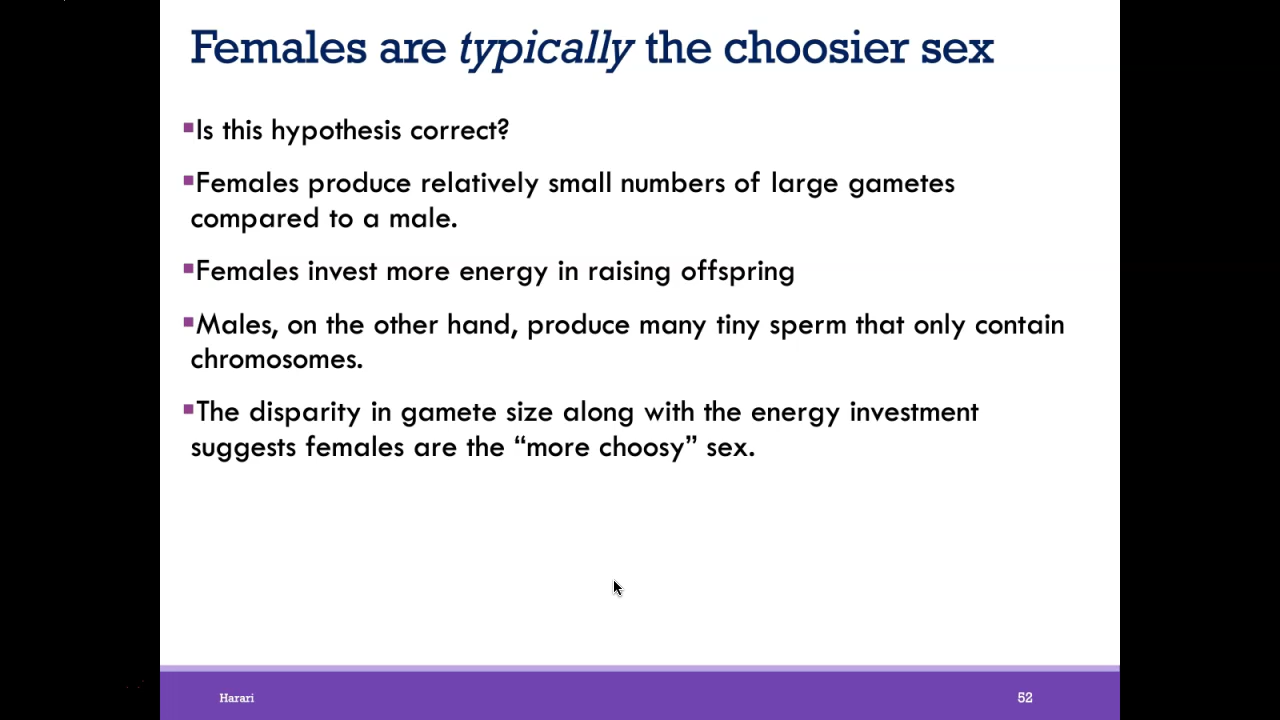 Females are typically the choosier sex
▪Is this hypothesis correct?
▪Females produce relatively small numbers of large gametes
compared to a male.
▪Females invest more energy in raising offspring
▪Males, on the other hand, produce many tiny sperm that only contain
chromosomes.
▪The disparity in gamete size along with the energy investment
suggests females are the “more choosy” sex.
Harari
52